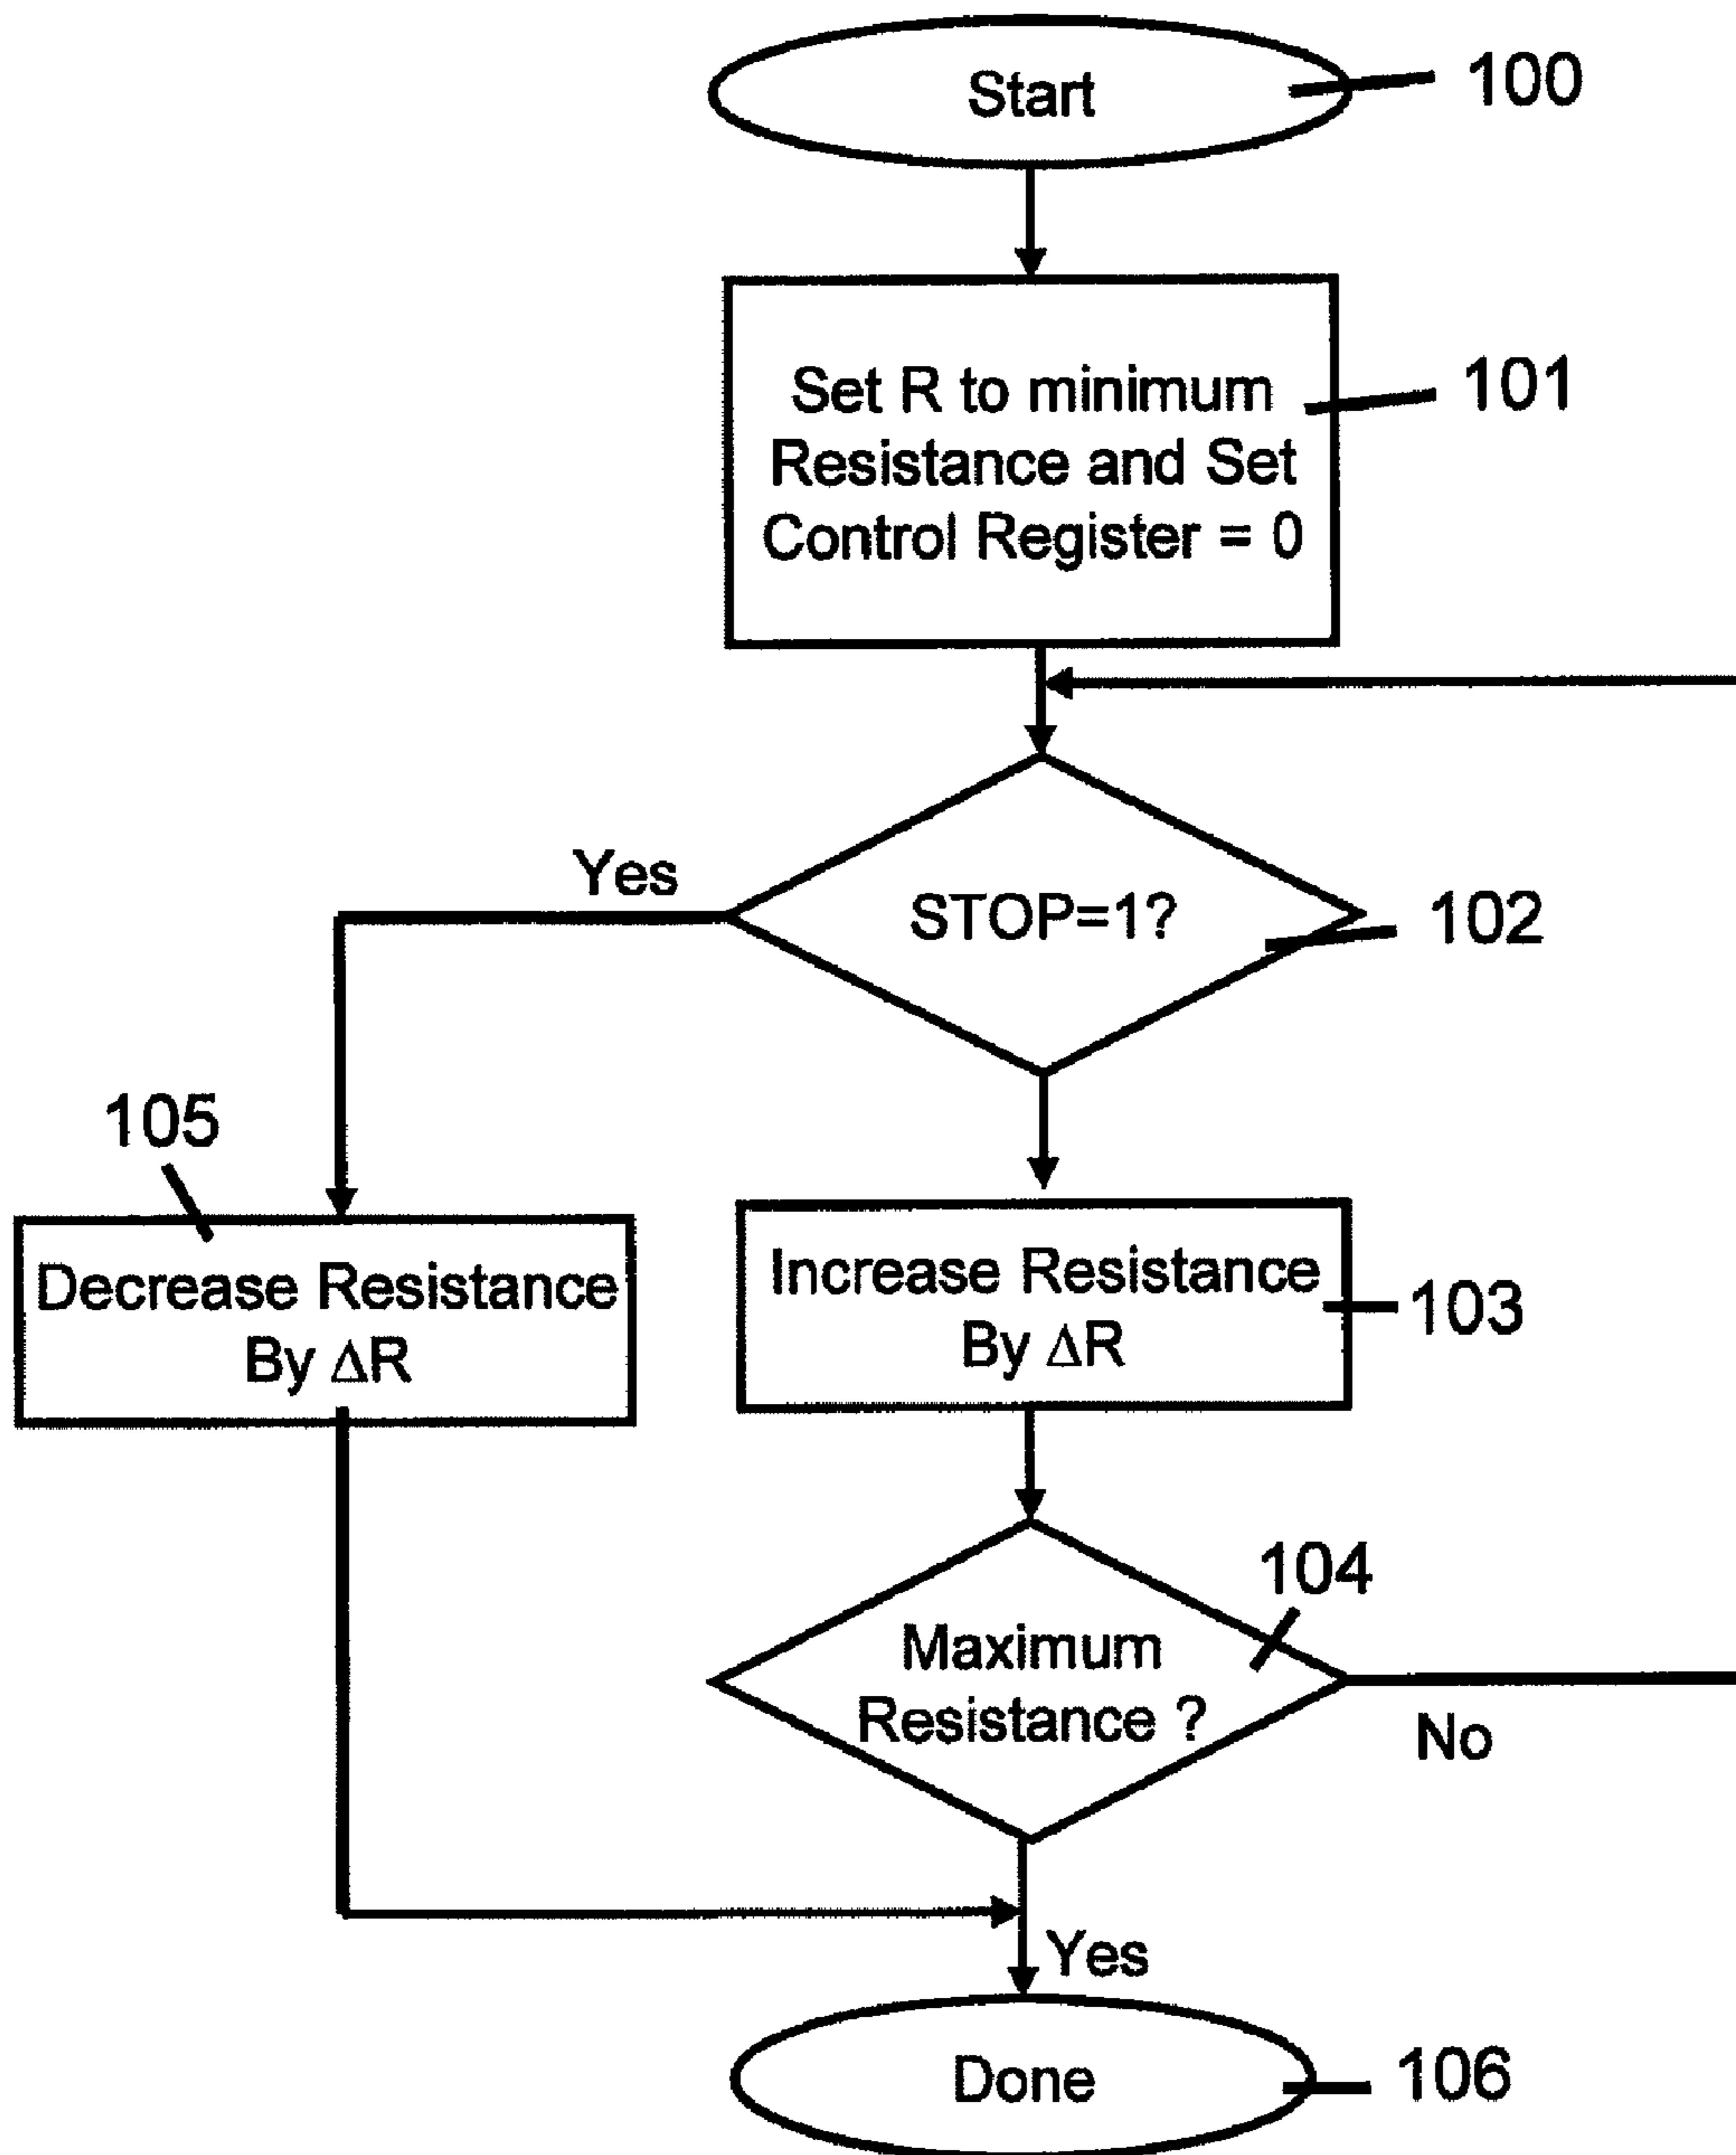 Start
100
Set R to minimum
Resistance and Set
Control Register = 0
101
Yes
STOP=1?
102
105
Decrease Resistance
By ΔR
Increase Resistance
By ΔR
103
104
Maximum
Resistance ?
No
Yes
Done
106